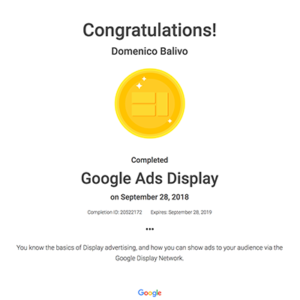 Congratulations!
Domenico Balivo
Completed
Google Ads Display
on September 28, 2018
Completion ID: 20522172 Expires: September 28, 2019
•••
You know the basics of Display advertising, and how you can show ads to your audience via the
Google Display Network.
Google